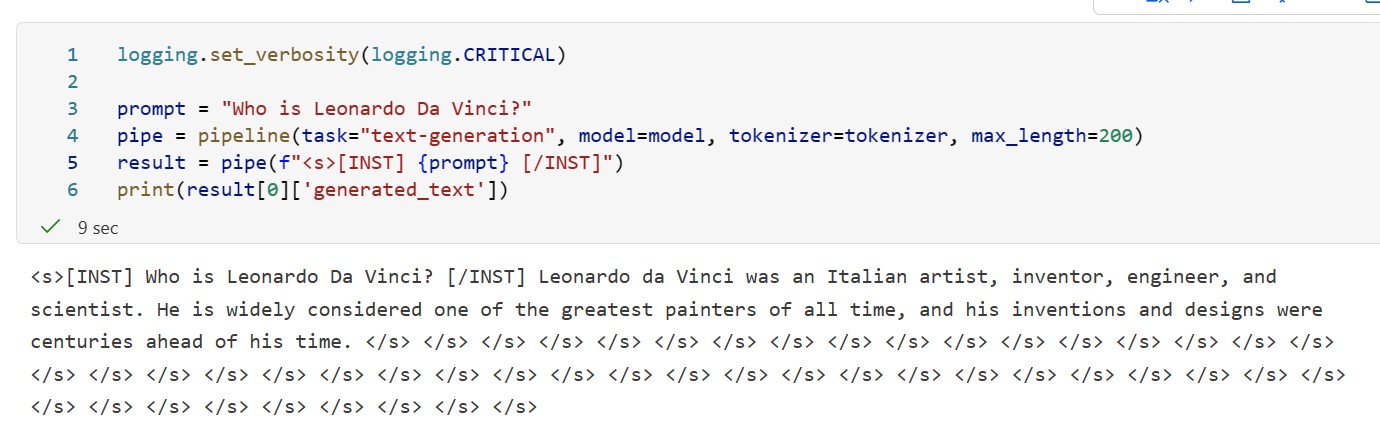 1 logging.set_verbosity(logging.CRITICAL)
2
3 prompt = "Who is Leonardo Da Vinci?"
4 pipe = pipeline(task="text-generation", model=model, tokenizer=tokenizer, max_length=200)
5 result = pipe(f"<s>[INST] {prompt} [/INST]")
6 print(result[0]['generated_text'])
9 sec
<s>[INST] Who is Leonardo Da Vinci? [/INST] Leonardo da Vinci was an Italian artist, inventor, engineer, and
scientist. He is widely considered one of the greatest painters of all time, and his inventions and designs were
centuries ahead of his time. </s> </s> </s> </s> </s> </s> </s> </s> </s> </s> </s> </s> </s> </s> </s> </s> </s>
</s> </s> </s> </s> </s> </s> </s> </s> </s> </s> </s> </s> </s> </s> </s> </s> </s> </s> </s> </s> </s> </s> </s>
</s> </s> </s> </s> </s> </s> </s> </s> </s>